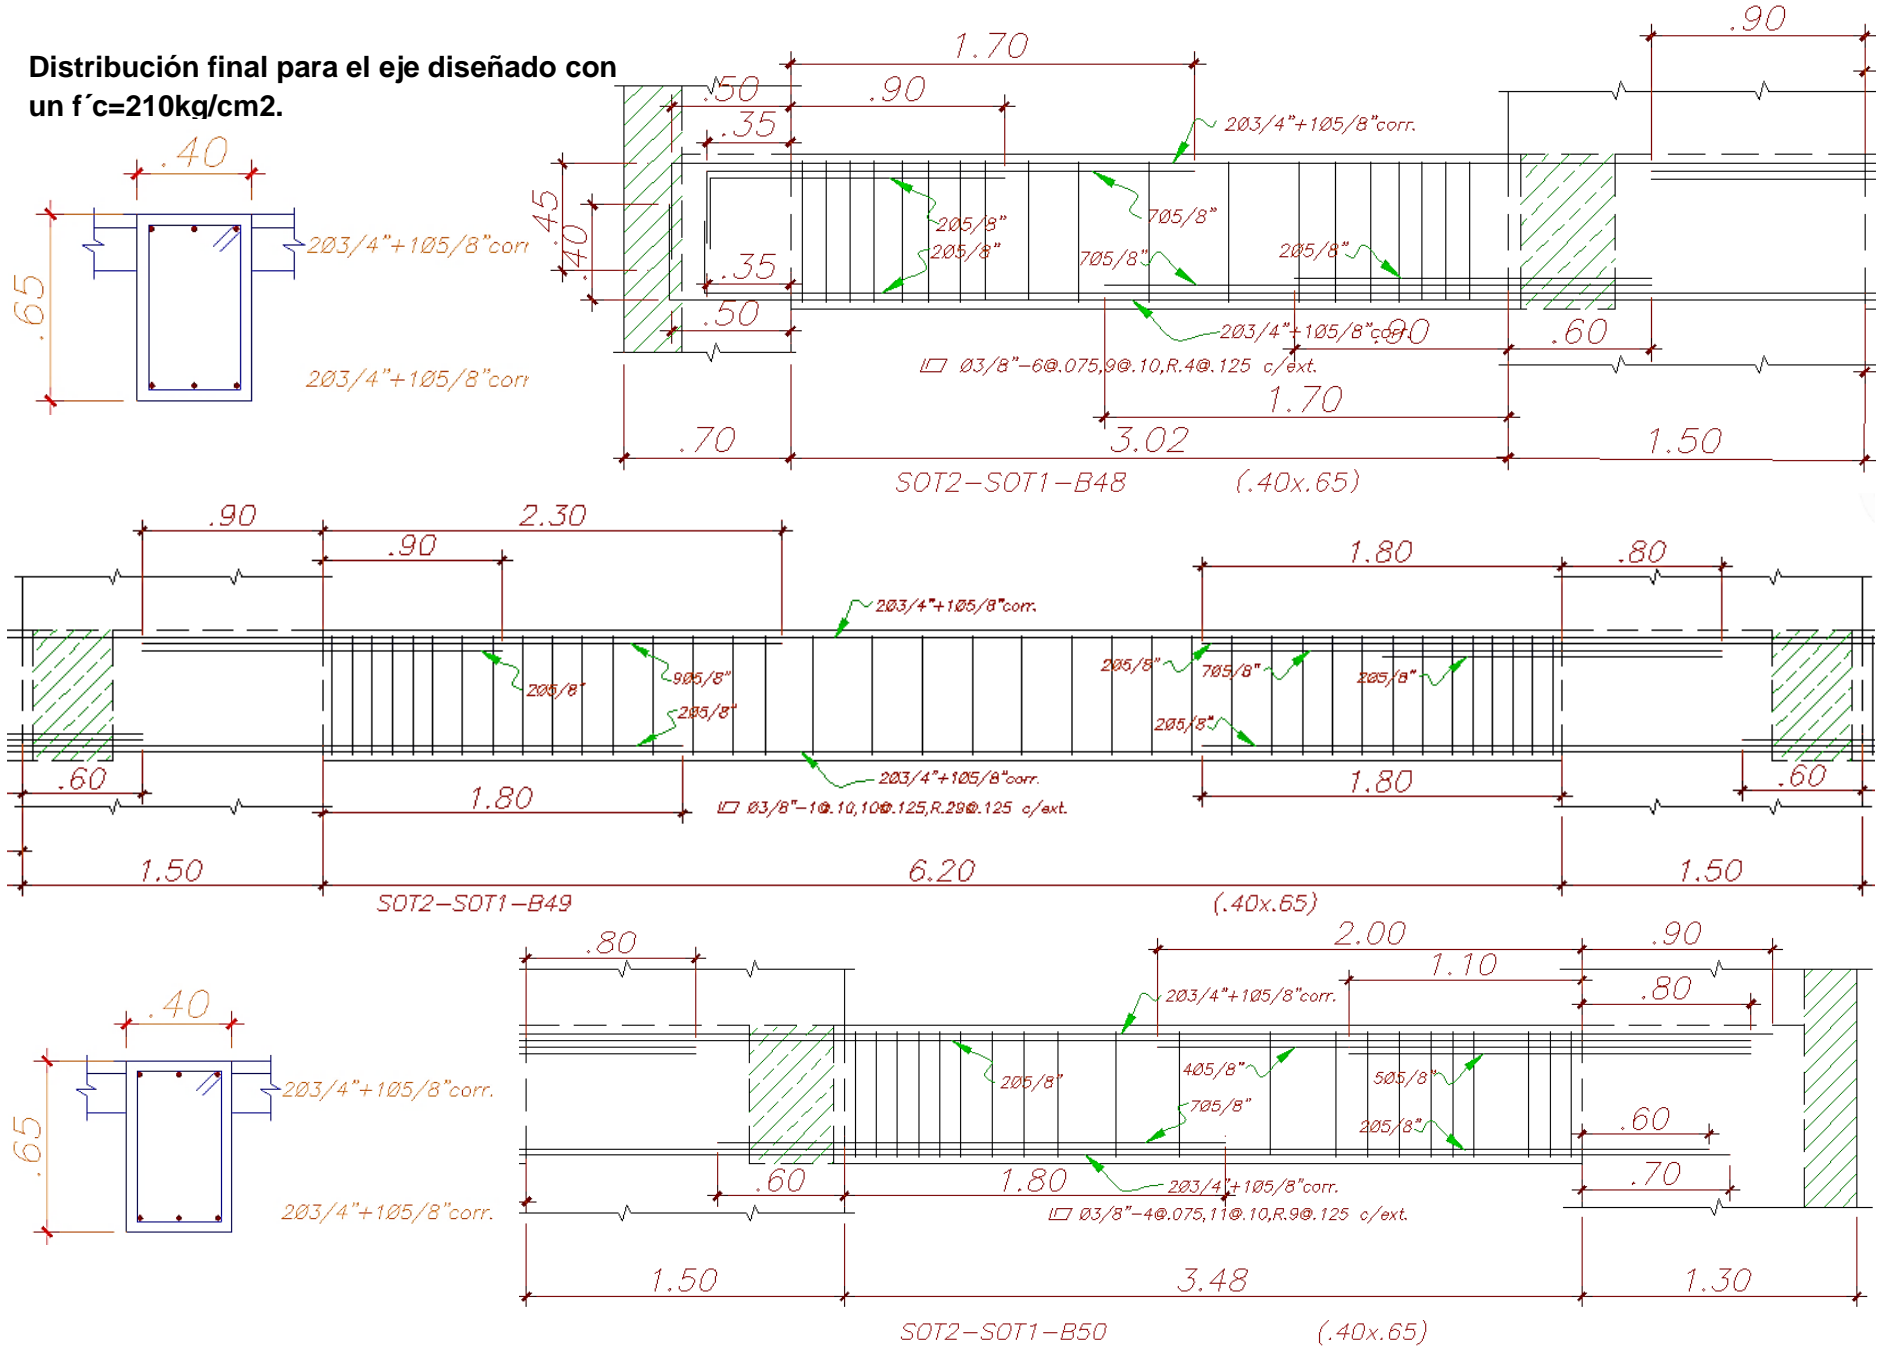 Distribución final para el eje diseñado con
un f´c=210kg/cm2.
.40
.65
2Ø3/4"+1Ø5/8"corr
2Ø3/4"+1Ø5/8"corr
1.70
.90
.50
.90
.35
2Ø3/4"+1Ø5/8"corr.
.45
.40
2Ø5/8"
7Ø5/8"
2Ø5/8"
7Ø5/8"
2Ø5/8"
.35
.50
2Ø3/4"+1Ø5/8"corr.
.90
.60
Ø3/8"-6@.075,9@.10,R.4@.125 c/ext.
1.70
.70
3.02
1.50
SOT2-SOT1-B48
(.40x.65)
.90
2.30
.90
1.80
.80
2Ø3/4"+1Ø5/8"corr.
2Ø5/8"
9Ø5/8"
2Ø5/8"
7Ø5/8"
2Ø5/8"
2Ø5/8"
2Ø5/8"
.60
1.80
2Ø3/4"+1Ø5/8"corr.
1.80
.60
Ø3/8"-1@.10,10@.125,R.29@.125 c/ext.
1.50
6.20
1.50
SOT2-SOT1-B49
(.40x.65)
.80
2.00
.90
1.10
.80
.40
.65
2Ø3/4"+1Ø5/8"corr.
2Ø3/4"+1Ø5/8"corr.
2Ø3/4"+1Ø5/8"corr.
2Ø5/8"
4Ø5/8"
5Ø5/8"
7Ø5/8"
2Ø5/8"
.60
.60
1.80
2Ø3/4"+1Ø5/8"corr.
.70
Ø3/8"-4@.075,11@.10,R.9@.125 c/ext.
1.50
3.48
1.30
SOT2-SOT1-B50
(.40x.65)